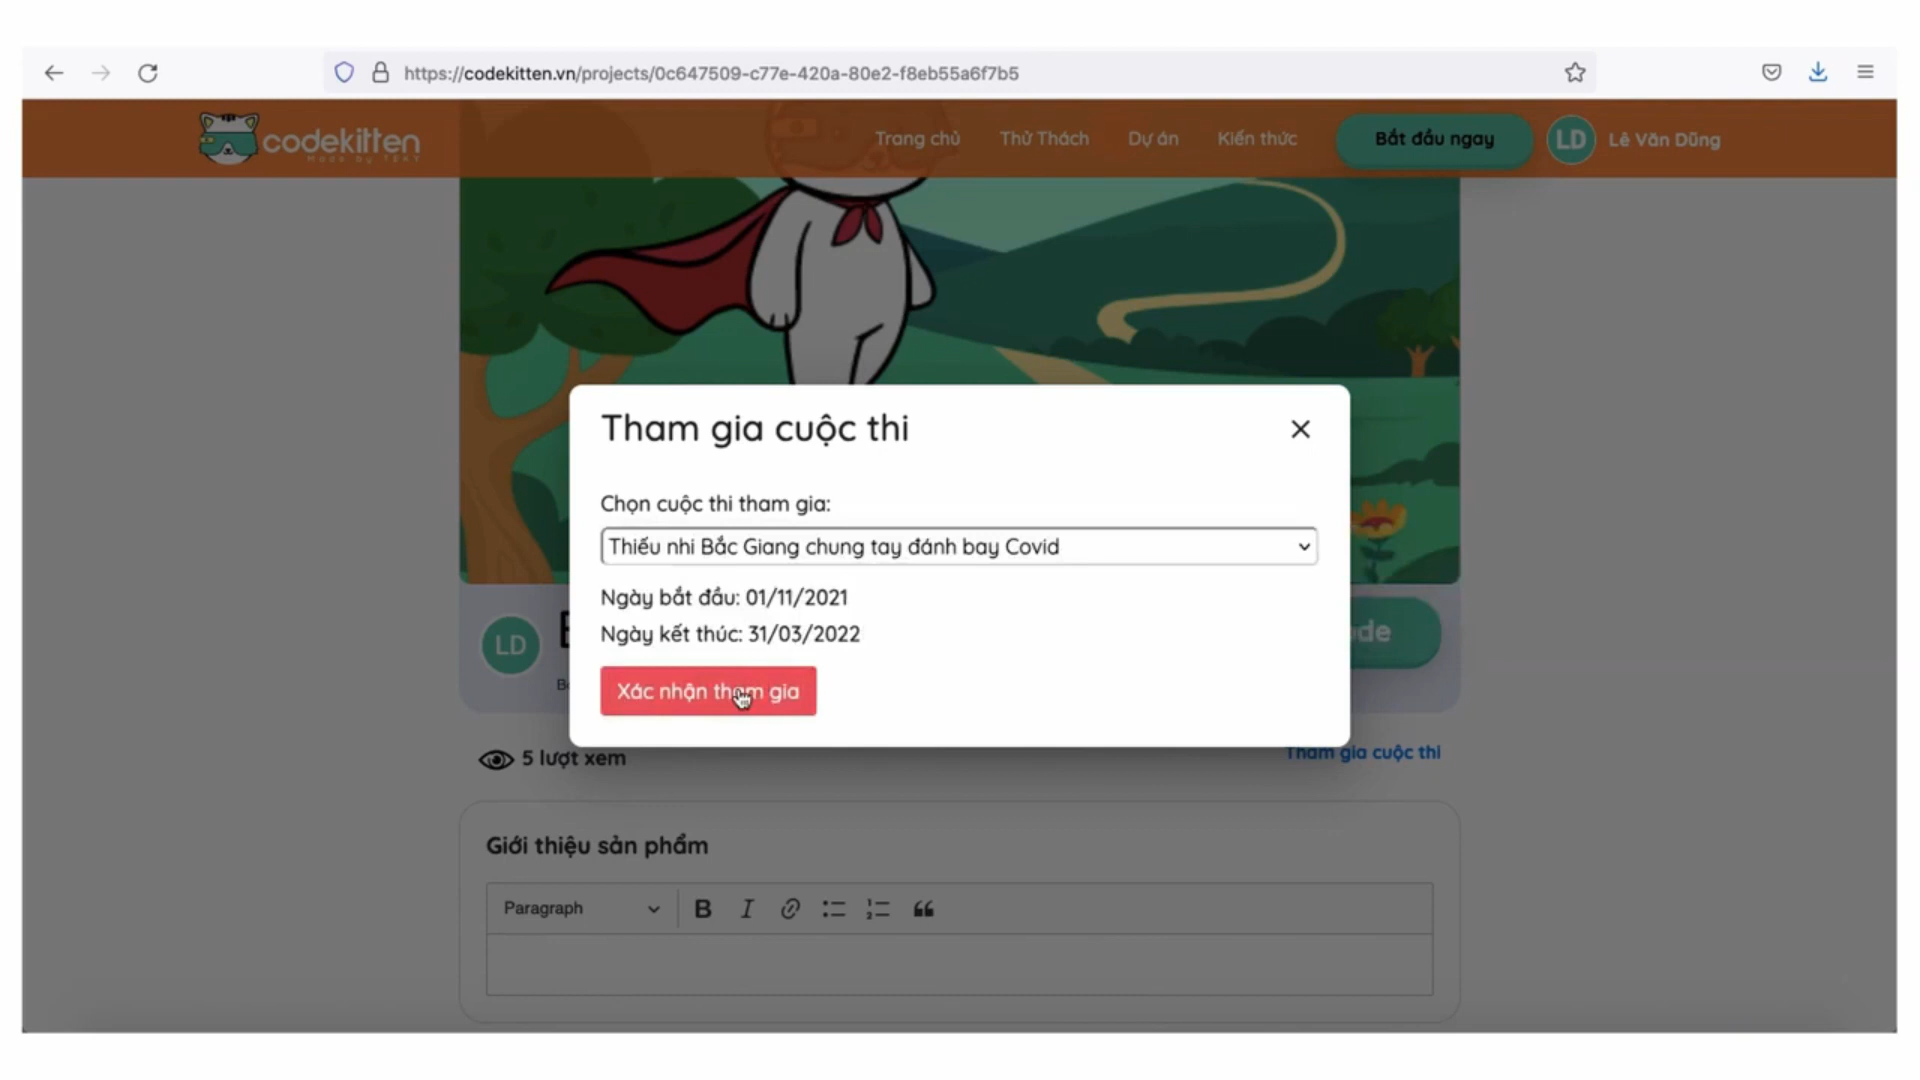 https://codekitten.vn/projects/0c647509-c77e-420a-80e2-f8eb55a6f7b5
codekitten
Made by TEKY
Trang chủ
Thử Thách
Dự án
Kiến thức
Bắt đầu ngay
LD
Lê Văn Dũng
Tham gia cuộc thi
Chọn cuộc thi tham gia:
Thiếu nhi Bắc Giang chung tay đánh bay Covid
Ngày bắt đầu: 01/11/2021
Ngày kết thúc: 31/03/2022
Xác nhận tham gia
LD
5 lượt xem
Tham gia cuộc thi
Giới thiệu sản phẩm
Paragraph
B
I